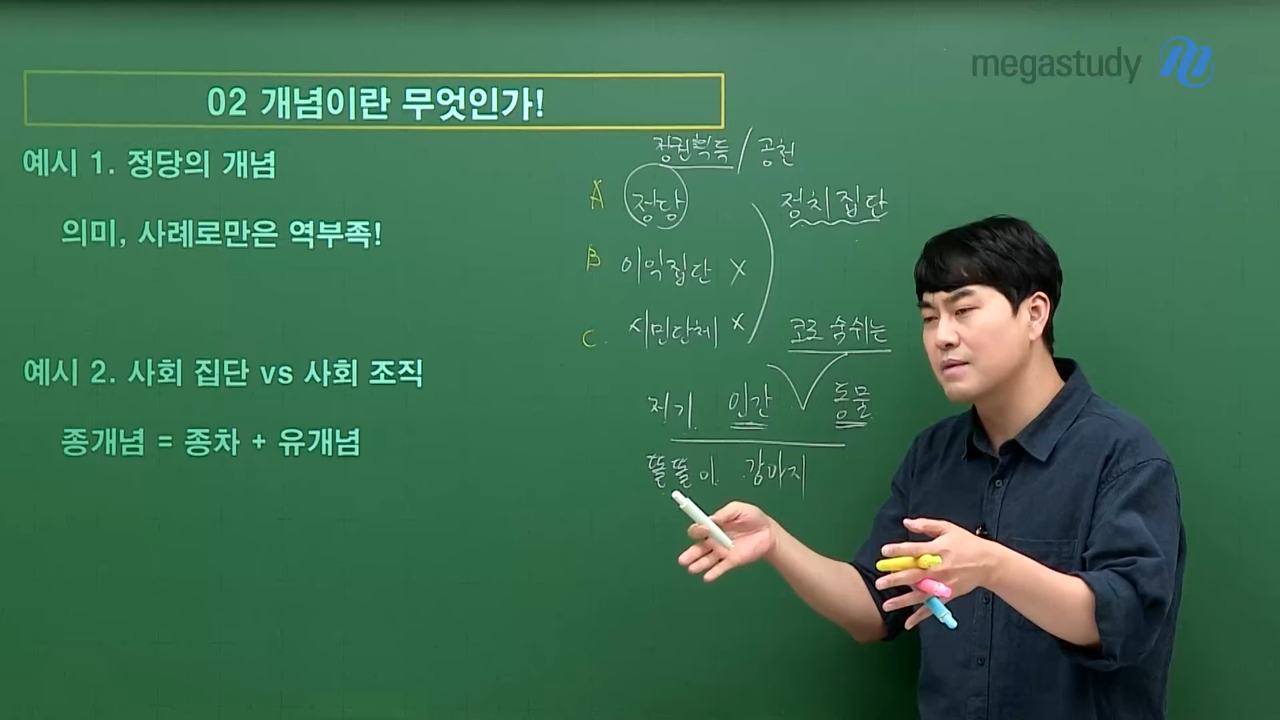 megastudy
02 개념이란 무엇인가!
예시 1. 정당의 개념
의미, 사례로만은 역부족!
예시 2. 사회 집단 vs 사회 조직
종개념 = 종차 + 유개념
정권획득 / 공천
A 정당 정치집단
B 이익집단 X
C. 시민단체 X
코로 숨쉬는
저기 인간 동물
똘똘이 강아지